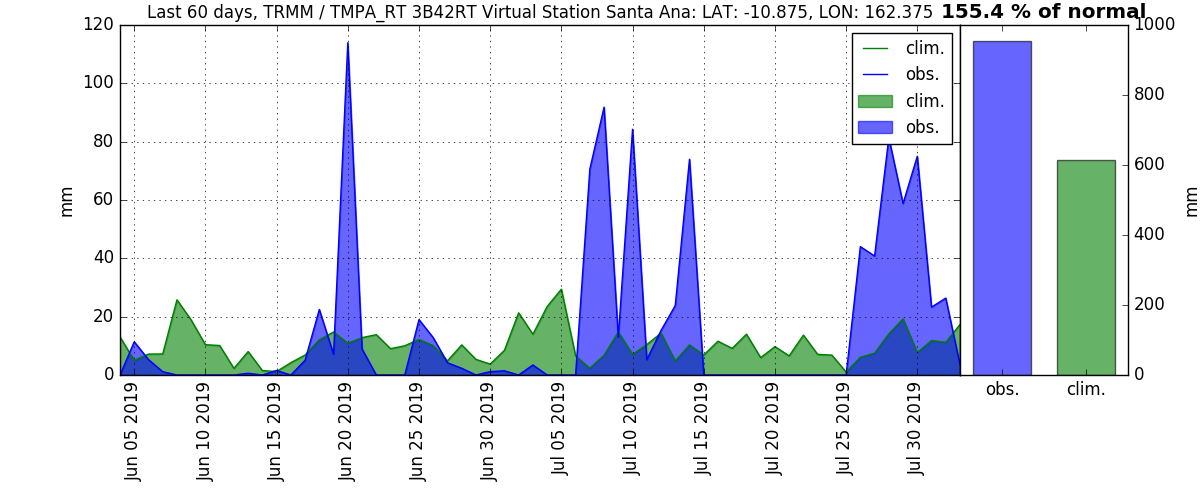 Last 60 days, TRMM / TMPA_RT 3B42RT Virtual Station Santa Ana: LAT: -10.875, LON: 162.375 155.4 % of normal
mm
120
100
80
60
40
20
0
clim.
obs.
clim.
obs.
1000
800
600
400
200
0
mm
Jun 05 2019
Jun 10 2019
Jun 15 2019
Jun 20 2019
Jun 25 2019
Jun 30 2019
Jul 05 2019
Jul 10 2019
Jul 15 2019
Jul 20 2019
Jul 25 2019
Jul 30 2019
obs.
clim.